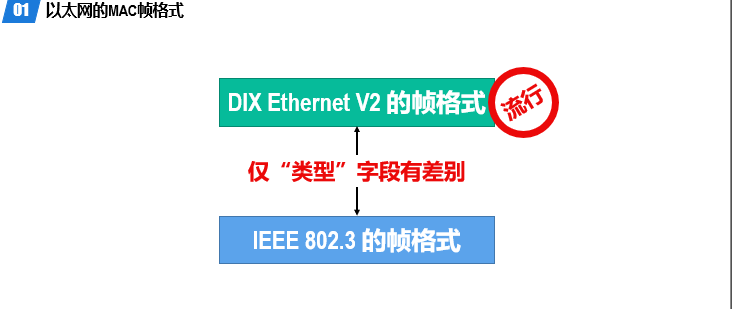 01 以太网的MAC帧格式
DIX Ethernet V2 的帧格式
流行
仅“类型”字段有差别
IEEE 802.3 的帧格式